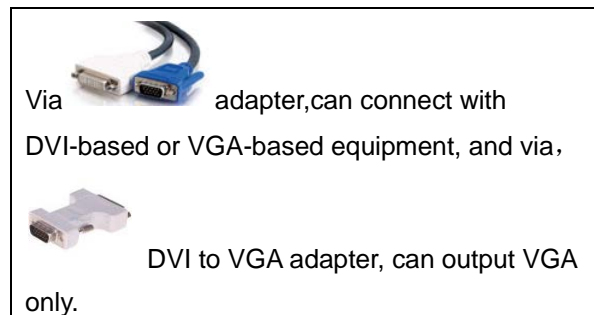 Via adapter,can connect with
DVI-based or VGA-based equipment, and via，
DVI to VGA adapter, can output VGA
only.